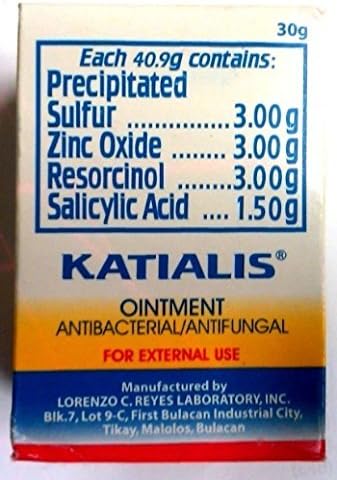 30g
Each 40.9g contains:
Precipitated
Sulfur ................ 3.00 g
Zinc Oxide ........ 3.00 g
Resorcinol ........3.00g
Salicylic Acid .... 1.50g
KATIALIS®
OINTMENT
ANTIBACTERIAL/ANTIFUNGAL
FOR EXTERNAL USE
Manufactured by
LORENZO C. REYES LABORATORY, INC.
Blk.7, Lot 9-C, First Bulacan Industrial City,
Tikay, Malolos, Bulacan